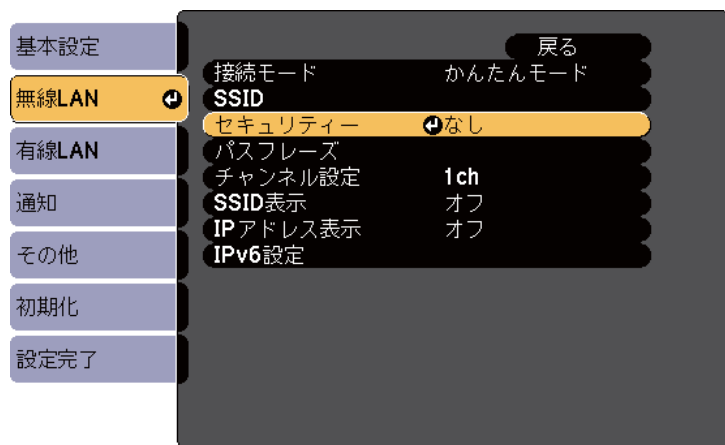 基本設定
無線LAN
有線LAN
通知
その他
初期化
設定完了
戻る
接続モード かんたんモード
SSID
セキュリティー なし
パスフレーズ
チャンネル設定 1ch
SSID表示 オフ
IPアドレス表示 オフ
IPv6設定